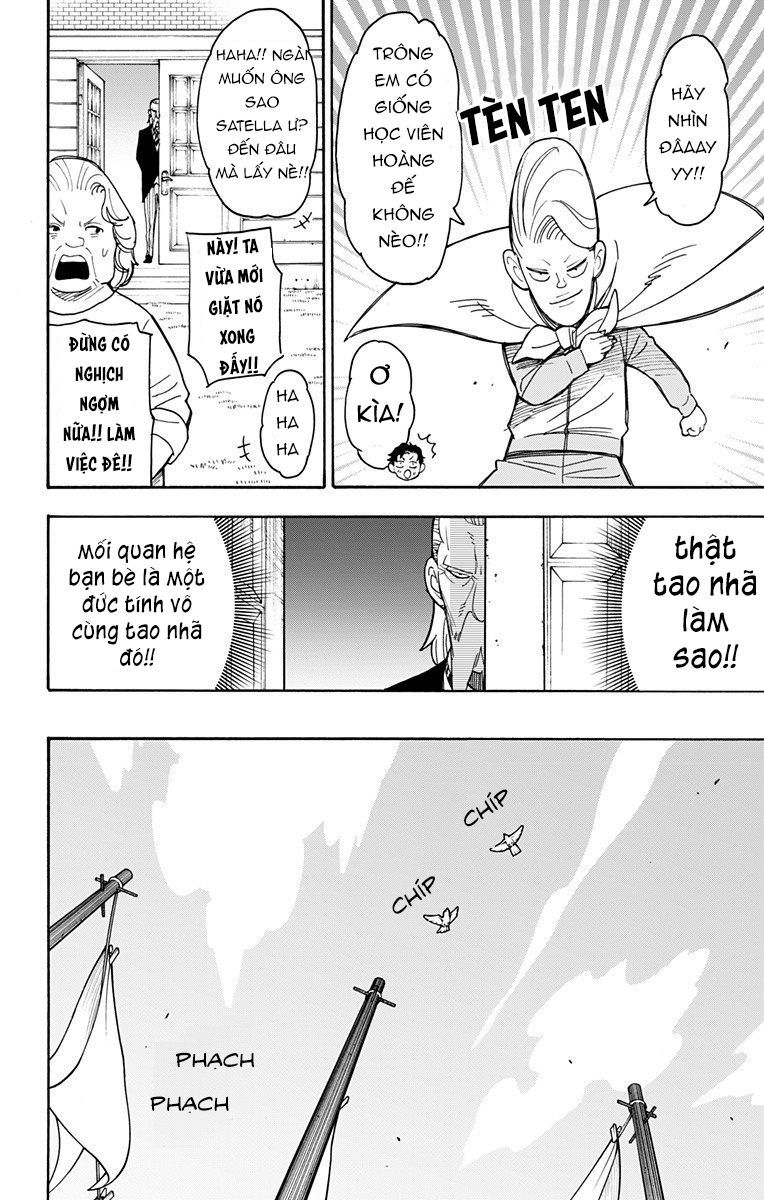 HÃY
NHÌN
ĐÂAAY
YY!!
TÈN TEN
TRÔNG
EM CÓ
GIỐNG
HỌC VIÊN
HOÀNG
ĐẾ
KHÔNG
NÈO!!
Ơ
KÌA!
HAHA!! NGÀI
MUỐN ÔNG
SAO
SATELLA Ư?
ĐẾN ĐÂU
MÀ LẤY NÈ!!
NÀY! TA
VỪA MỚI
GIẶT NÓ
XONG
ĐẤY!!
HA
HA
HA
ĐỪNG CÓ
NGHỊCH
NGỢM
NỮA!! LÀM
VIỆC ĐÊ!!
thật
tao nhã
làm
sao!!
mối quan hệ
bạn bè là một
đức tính vô
cùng tao nhã
đó!!
CHÍP
CHÍP
PHẠCH
PHẠCH